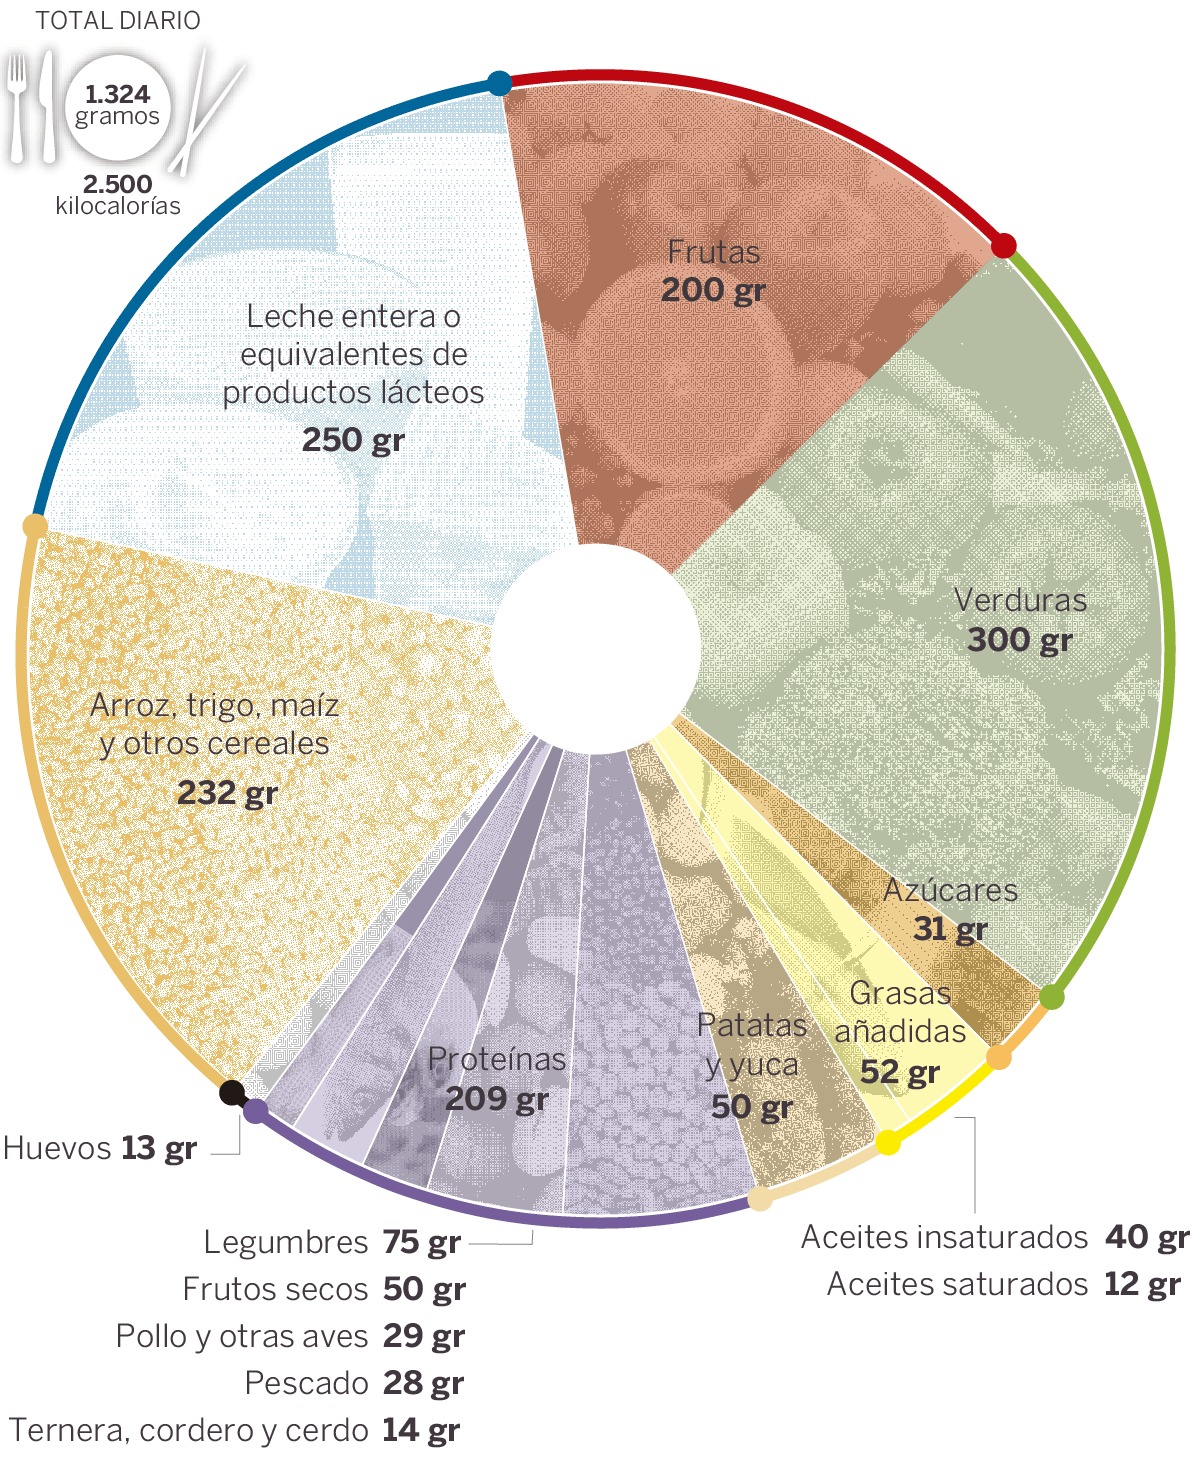 TOTAL DIARIO
1.324
gramos
2.500
kilocalorías
Frutas
200 gr
Leche entera o
equivalentes de
productos lácteos
250 gr
Verduras
300 gr
Arroz, trigo, maíz
y otros cereales
232 gr
Azúcares
31 gr
Grasas
añadidas
52 gr
Patatas
y yuca
50 gr
Proteínas
209 gr
Huevos 13 gr
Legumbres 75 gr
Frutos secos 50 gr
Pollo y otras aves 29 gr
Pescado 28 gr
Ternera, cordero y cerdo 14 gr
Aceites insaturados 40 gr
Aceites saturados 12 gr